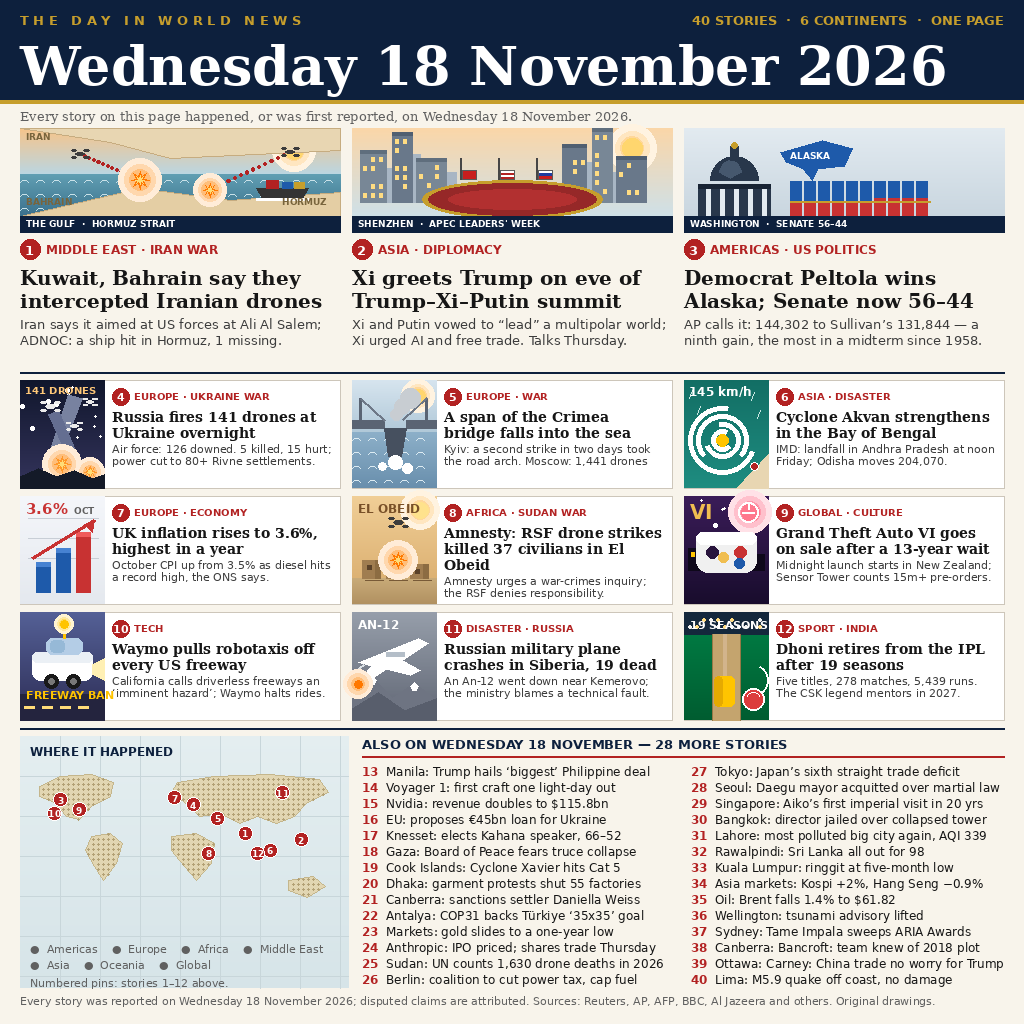 THE DAY IN WORLD NEWS
40 STORIES · 6 CONTINENTS · ONE PAGE
Wednesday 18 November 2026
Every story on this page happened, or was first reported, on Wednesday 18 November 2026.
IRAN
BAHRAIN
HORMUZ
THE GULF · HORMUZ STRAIT
1 MIDDLE EAST · IRAN WAR
Kuwait, Bahrain say they
intercepted Iranian drones
Iran says it aimed at US forces at Ali Al Salem;
ADNOC: a ship hit in Hormuz, 1 missing.
SHENZHEN · APEC LEADERS’ WEEK
2 ASIA · DIPLOMACY
Xi greets Trump on eve of
Trump–Xi–Putin summit
Xi and Putin vowed to “lead” a multipolar world;
Xi urged AI and free trade. Talks Thursday.
ALASKA
WASHINGTON · SENATE 56–44
3 AMERICAS · US POLITICS
Democrat Peltola wins
Alaska; Senate now 56–44
AP calls it: 144,302 to Sullivan’s 131,844 — a
ninth gain, the most in a midterm since 1958.
141 DRONES
4 EUROPE · UKRAINE WAR
Russia fires 141 drones at
Ukraine overnight
Air force: 126 downed. 5 killed, 15 hurt;
power cut to 80+ Rivne settlements.
5 EUROPE · WAR
A span of the Crimea
bridge falls into the sea
Kyiv: a second strike in two days took
the road arch. Moscow: 1,441 drones
145 km/h
6 ASIA · DISASTER
Cyclone Akvan strengthens
in the Bay of Bengal
IMD: landfall in Andhra Pradesh at noon
Friday; Odisha moves 204,070.
3.6% OCT
7 EUROPE · ECONOMY
UK inflation rises to 3.6%,
highest in a year
October CPI up from 3.5% as diesel hits
a record high, the ONS says.
EL OBEID
8 AFRICA · SUDAN WAR
Amnesty: RSF drone strikes
killed 37 civilians in El
Obeid
Amnesty urges a war-crimes inquiry;
the RSF denies responsibility.
VI
9 GLOBAL · CULTURE
Grand Theft Auto VI goes
on sale after a 13-year wait
Midnight launch starts in New Zealand;
Sensor Tower counts 15m+ pre-orders.
FREEWAY BAN
10 TECH
Waymo pulls robotaxis off
every US freeway
California calls driverless freeways an
‘imminent hazard’; Waymo halts rides.
AN-12
11 DISASTER · RUSSIA
Russian military plane
crashes in Siberia, 19 dead
An An-12 went down near Kemerovo;
the ministry blames a technical fault.
19 SEASONS
12 SPORT · INDIA
Dhoni retires from the IPL
after 19 seasons
Five titles, 278 matches, 5,439 runs.
The CSK legend mentors in 2027.
WHERE IT HAPPENED
3
10
9
7
4
5
11
1
2
8
12
6
● Americas ● Europe ● Africa ● Middle East
● Asia ● Oceania ● Global
Numbered pins: stories 1–12 above.
ALSO ON WEDNESDAY 18 NOVEMBER — 28 MORE STORIES
13 Manila: Trump hails ‘biggest’ Philippine deal
14 Voyager 1: first craft one light-day out
15 Nvidia: revenue doubles to $115.8bn
16 EU: proposes €45bn loan for Ukraine
17 Knesset: elects Kahana speaker, 66–52
18 Gaza: Board of Peace fears truce collapse
19 Cook Islands: Cyclone Xavier hits Cat 5
20 Dhaka: garment protests shut 55 factories
21 Canberra: sanctions settler Daniella Weiss
22 Antalya: COP31 backs Türkiye ‘35x35’ goal
23 Markets: gold slides to a one-year low
24 Anthropic: IPO priced; shares trade Thursday
25 Sudan: UN counts 1,630 drone deaths in 2026
26 Berlin: coalition to cut power tax, cap fuel
27 Tokyo: Japan’s sixth straight trade deficit
28 Seoul: Daegu mayor acquitted over martial law
29 Singapore: Aiko’s first imperial visit in 20 yrs
30 Bangkok: director jailed over collapsed tower
31 Lahore: most polluted big city again, AQI 339
32 Rawalpindi: Sri Lanka all out for 98
33 Kuala Lumpur: ringgit at five-month low
34 Asia markets: Kospi +2%, Hang Seng −0.9%
35 Oil: Brent falls 1.4% to $61.82
36 Wellington: tsunami advisory lifted
37 Sydney: Tame Impala sweeps ARIA Awards
38 Canberra: Bancroft: team knew of 2018 plot
39 Ottawa: Carney: China trade no worry for Trump
40 Lima: M5.9 quake off coast, no damage
Every story was reported on Wednesday 18 November 2026; disputed claims are attributed. Sources: Reuters, AP, AFP, BBC, Al Jazeera and others. Original drawings.